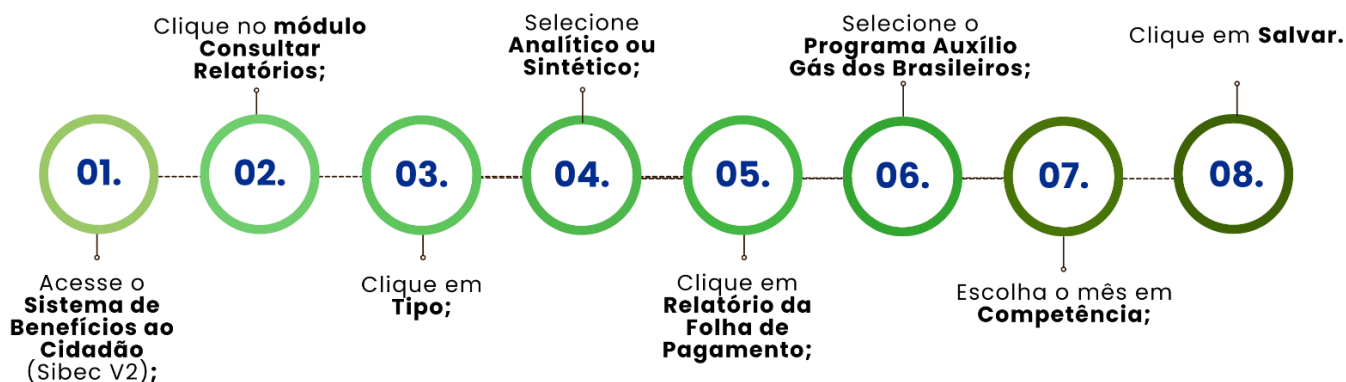 01.
Acesse o
Sistema de
Benefícios ao
Cidadão
(Sibec V2);
02.
Clique no módulo
Consultar
Relatórios;
03.
Clique em
Tipo;
04.
Selecione
Analítico ou
Sintético;
05.
Clique em
Relatório da
Folha de
Pagamento;
06.
Selecione o
Programa Auxílio
Gás dos Brasileiros;
07.
Escolha o mês em
Competência;
08.
Clique em Salvar.